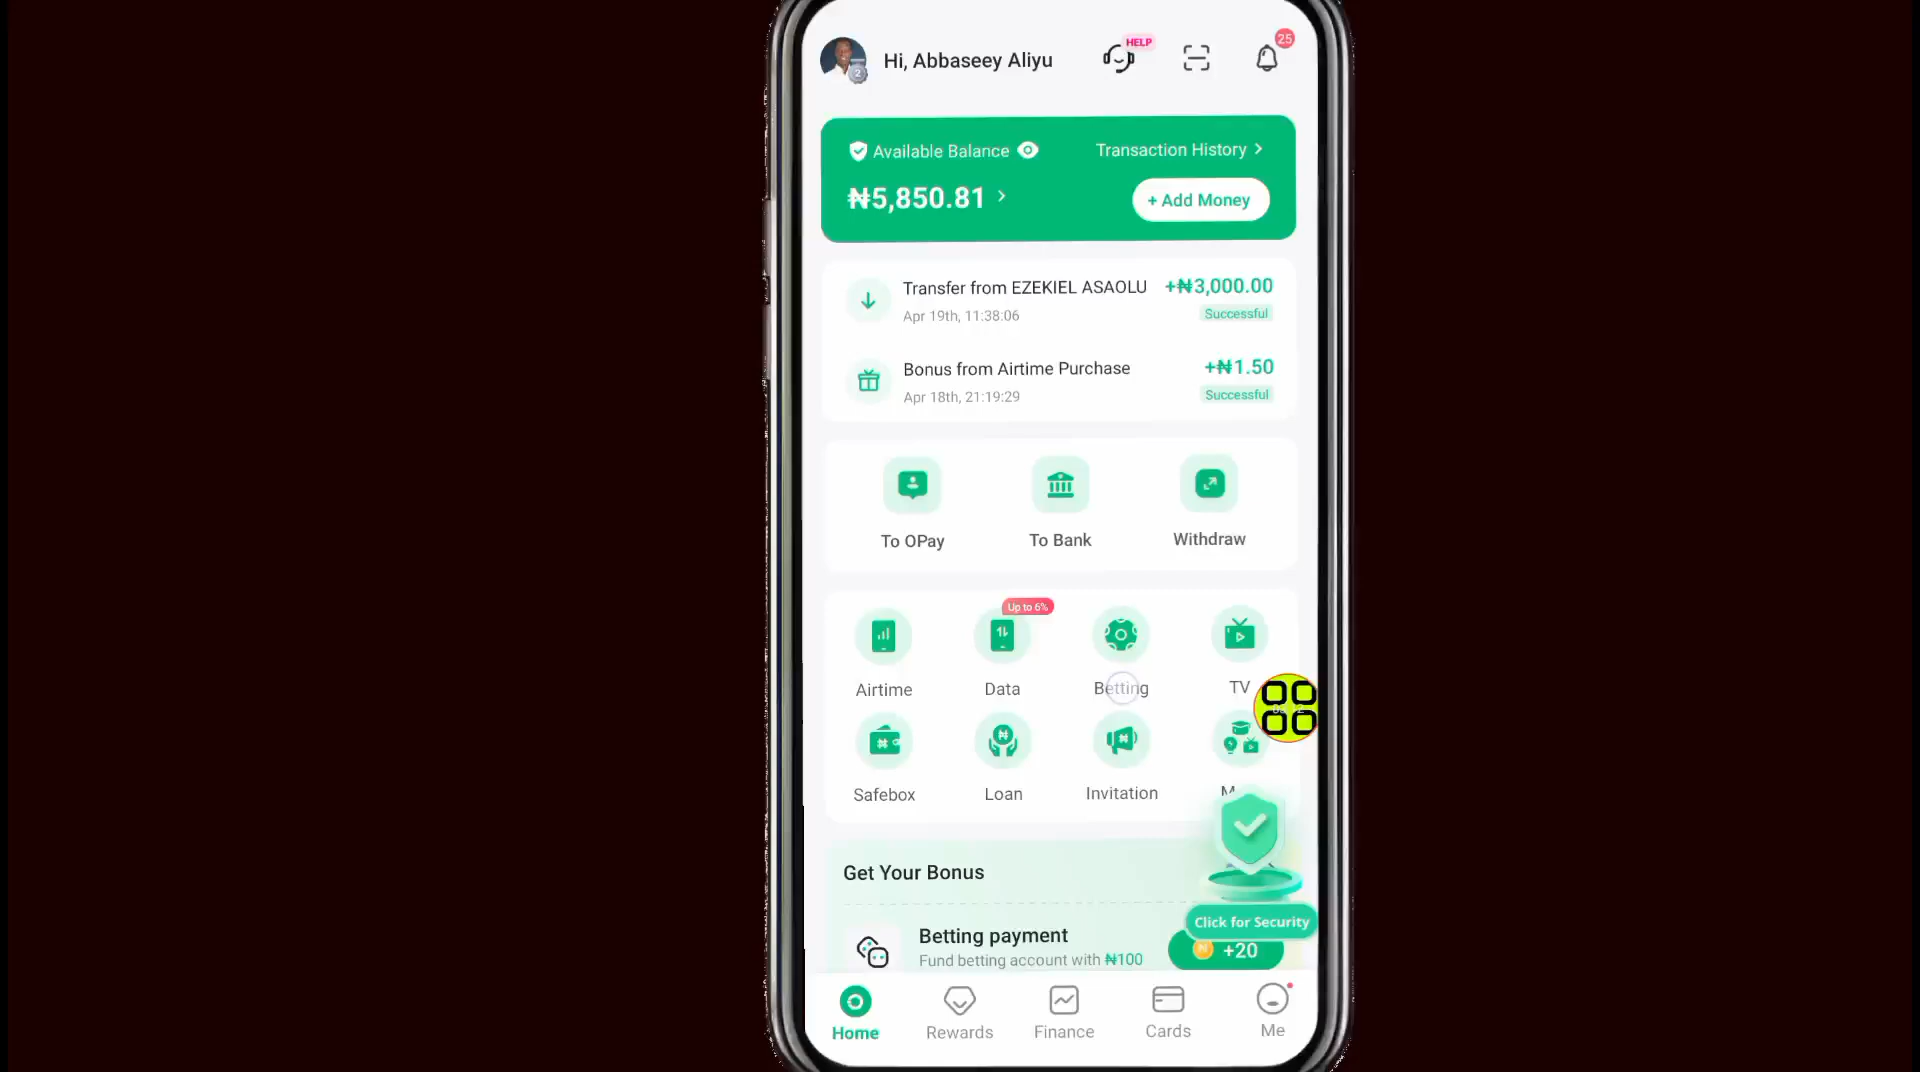 Hi, Abbaseey Aliyu
HELP
25
Available Balance
Transaction History >
₦5,850.81 >
+ Add Money
Transfer from EZEKIEL ASAOLU
+₦3,000.00
Apr 19th, 11:38:06
Successful
Bonus from Airtime Purchase
+₦1.50
Apr 18th, 21:19:29
Successful
To OPay
To Bank
Withdraw
Up to 6%
Airtime
Data
Betting
TV
Safebox
Loan
Invitation
Get Your Bonus
Click for Security
Betting payment
Fund betting account with ₦100
+20
Home
Rewards
Finance
Cards
Me